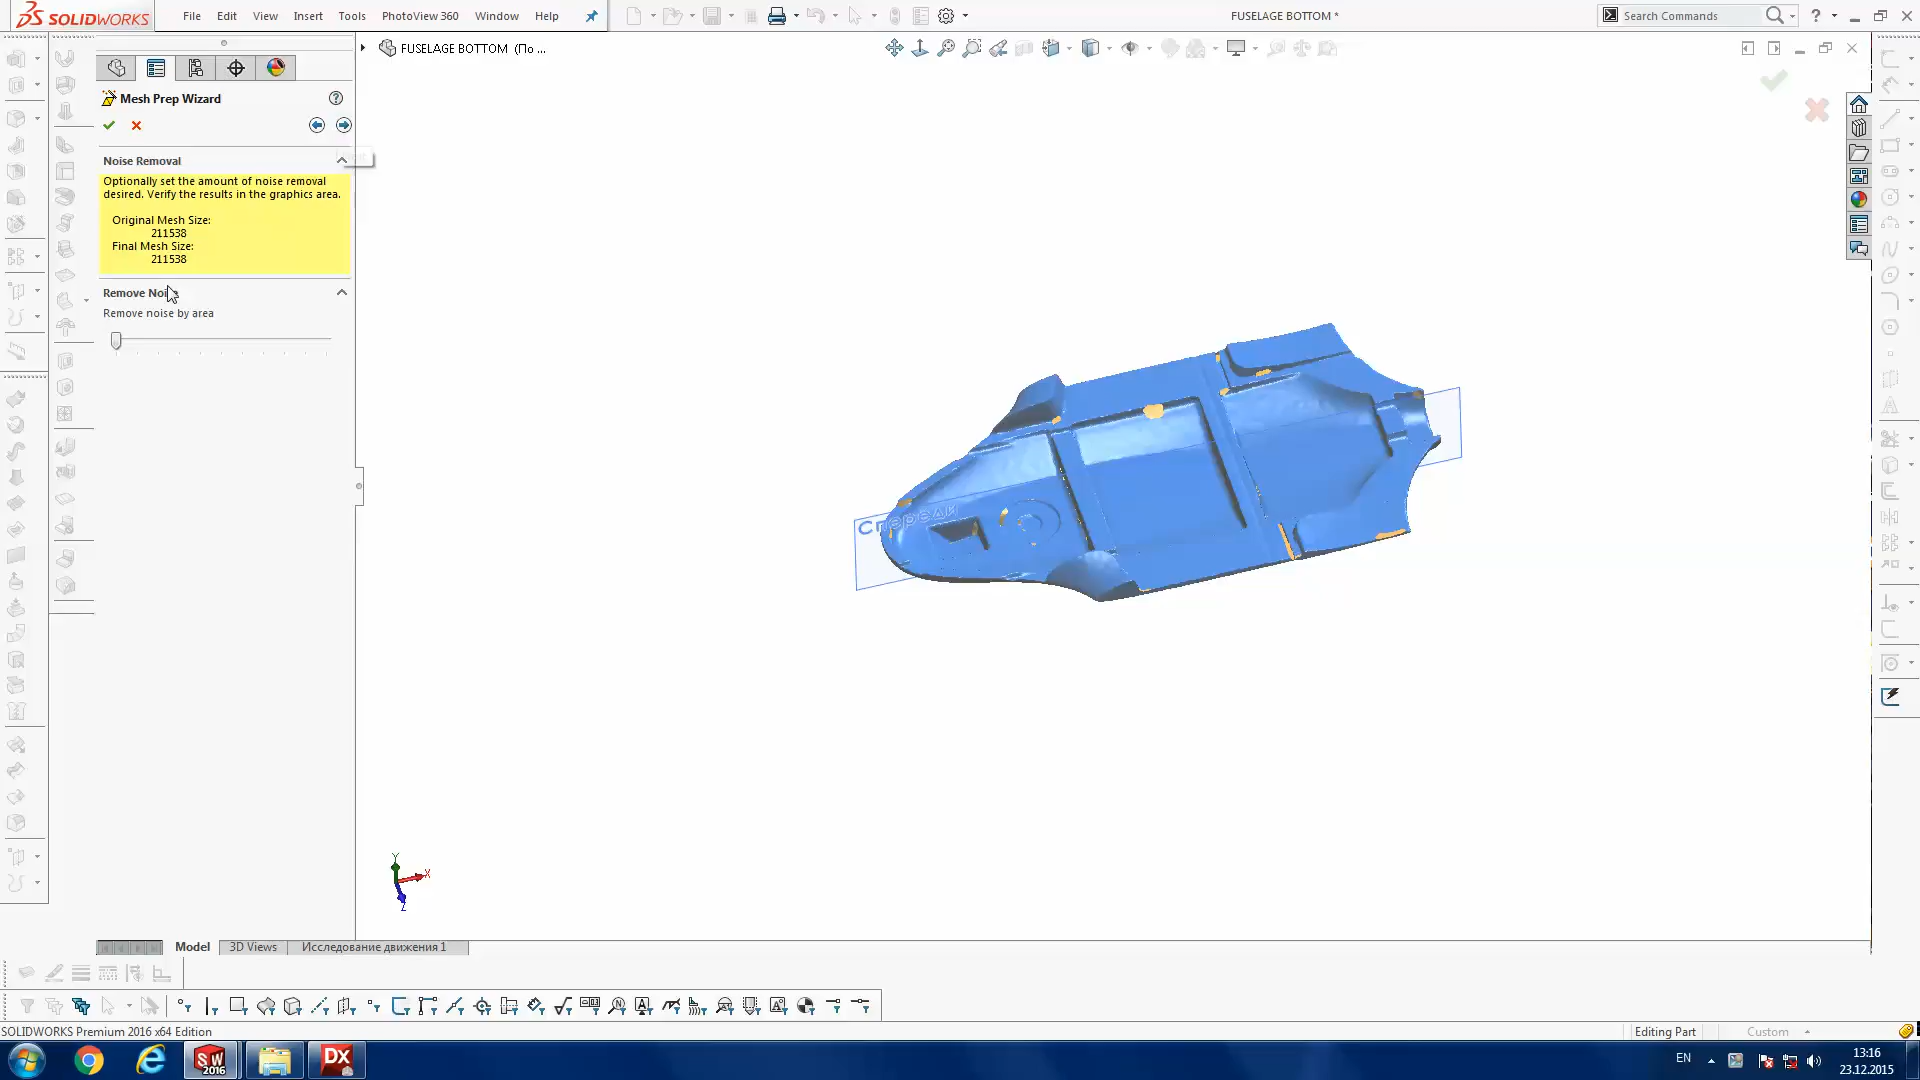 SOLIDWORKS
File Edit View Insert Tools PhotoView 360 Window Help
FUSELAGE BOTTOM *
Search Commands
FUSELAGE BOTTOM (По ...
Mesh Prep Wizard
Noise Removal
Optionally set the amount of noise removal
desired. Verify the results in the graphics area.
Original Mesh Size:
211538
Final Mesh Size:
211538
Remove
Remove noise by area
Спереди
Y
X
Z
Model 3D Views Исследование движения 1
SOLIDWORKS Premium 2016 x64 Edition
Editing Part
Custom
SW
2016
DX
EN
13:16
23.12.2015